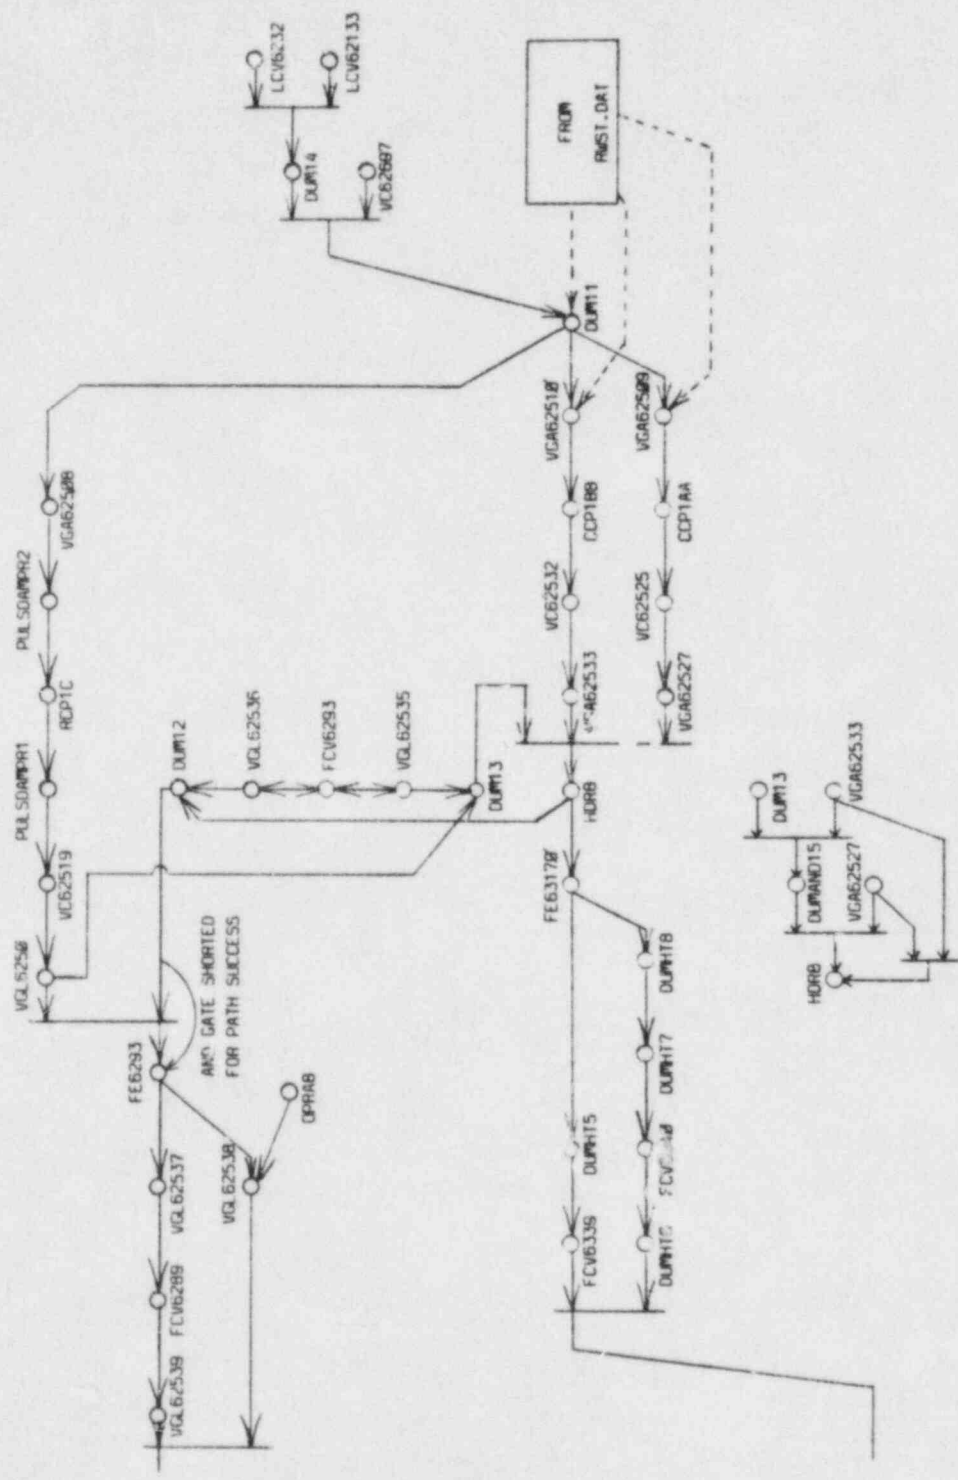 LCV6232
LCV62133
DUM14
VC62697
FROM
RWST.DAT
DUM11
VGA62508
VGA62510
VGA62509
PULSDAMPR2
CCP1BB
CCP1AA
RCP1C
VC62532
VC62525
PULSDAMPR1
DUM12
VGL62536
FCV6293
VGL62535
DUM13
VGA62527
VC62519
HDR8
DUM13
VGA62533
VGL6250
FE63170
DUMAND15
VGA62527
AND GATE SHORTED
FOR PATH SUCCESS
DUMHT8
HDR8
FE6293
DUMHT7
OPRA8
VGL62537
VGL62538
DUMHT5
FCV6289
FCV6339
VGL62539